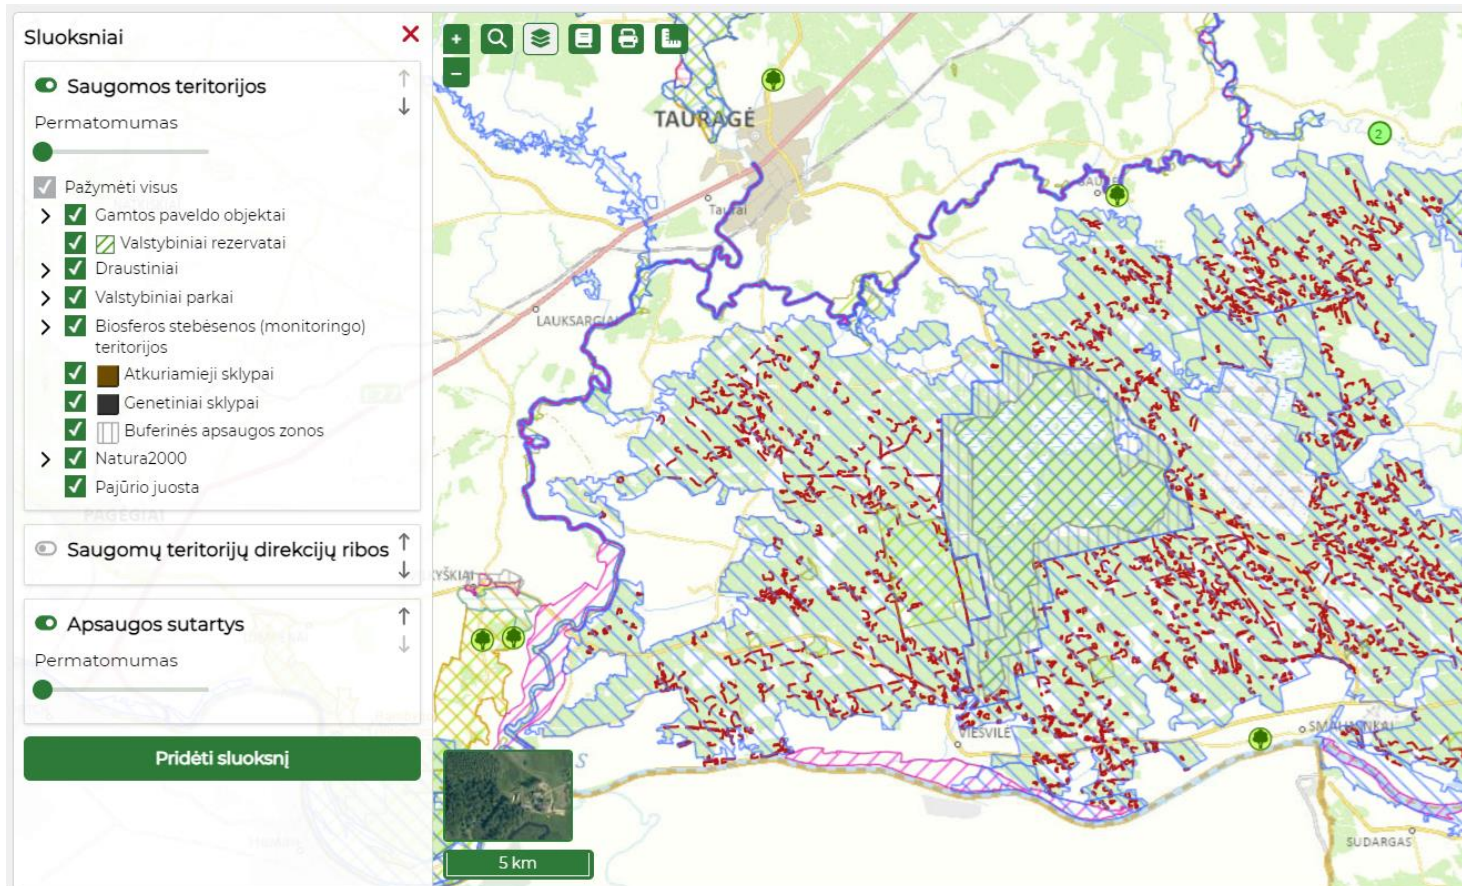 Sluoksniai
Saugomos teritorijos
Permatomumas
Pažymėti visus
Gamtos paveldo objektai
Valstybiniai rezervatai
Draustiniai
Valstybiniai parkai
Biosferos stebėsenos (monitoringo)
teritorijos
Atkuriamieji sklypai
Genetiniai sklypai
Buferinės apsaugos zonos
Natura2000
Pajūrio juosta
PAGĖGIAI
Saugomų teritorijų direkcijų ribos
Apsaugos sutartys
Permatomumas
Pridėti sluoksnį
+
−
TAURAGĖ
2
Taurai
VIEŠVILĖ
SMALININKAI
S
5 km
SUDARGAS